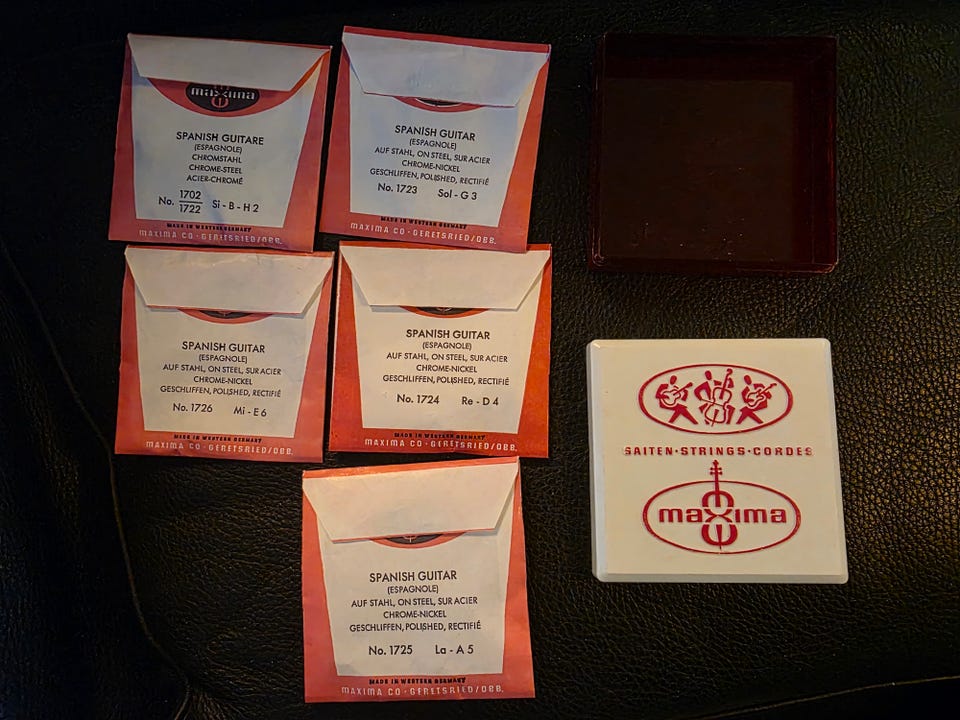 maxima
SPANISH GUITARE
(ESPAGNOLE)
CHROMSTAHL
CHROME-STEEL
ACIER-CHROMÉ
No. 1702
1722 Si - B - H 2
MADE IN WESTERN GERMANY
MAXIMA CO · GERETSRIED/OBB.
SPANISH GUITAR
(ESPAGNOLE)
AUF STAHL, ON STEEL, SUR ACIER
CHROME-NICKEL
GESCHLIFFEN, POLISHED, RECTIFIÉ
No. 1723 Sol - G 3
MADE IN WESTERN GERMANY
MAXIMA CO · GERETSRIED/OBB.
SPANISH GUITAR
(ESPAGNOLE)
AUF STAHL, ON STEEL, SUR ACIER
CHROME-NICKEL
GESCHLIFFEN, POLISHED, RECTIFIÉ
No. 1726 Mi - E 6
MADE IN WESTERN GERMANY
MAXIMA CO · GERETSRIED/OBB.
SPANISH GUITAR
(ESPAGNOLE)
AUF STAHL, ON STEEL, SUR ACIER
CHROME-NICKEL
GESCHLIFFEN, POLISHED, RECTIFIÉ
No. 1724 Re - D 4
MADE IN WESTERN GERMANY
MAXIMA CO · GERETSRIED/OBB.
SPANISH GUITAR
(ESPAGNOLE)
AUF STAHL, ON STEEL, SUR ACIER
CHROME-NICKEL
GESCHLIFFEN, POLISHED, RECTIFIÉ
No. 1725 La - A 5
MADE IN WESTERN GERMANY
MAXIMA CO · GERETSRIED/OBB.
SAITEN·STRINGS·CORDES
maxima